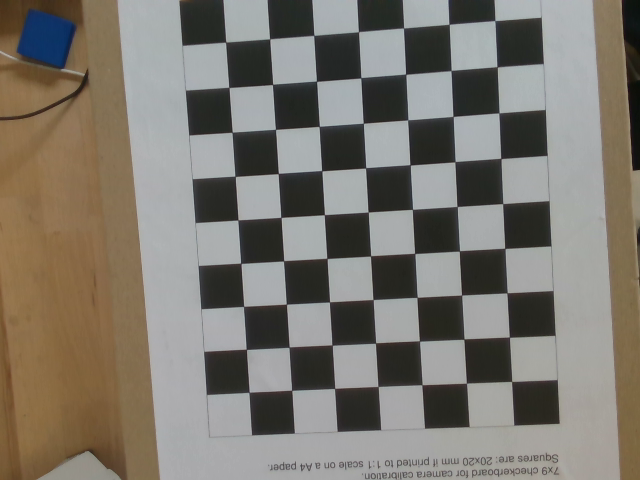 7x9 checkerboard for camera calibration.
Squares are: 20x20 mm if printed to 1:1 scale on a A4 paper.